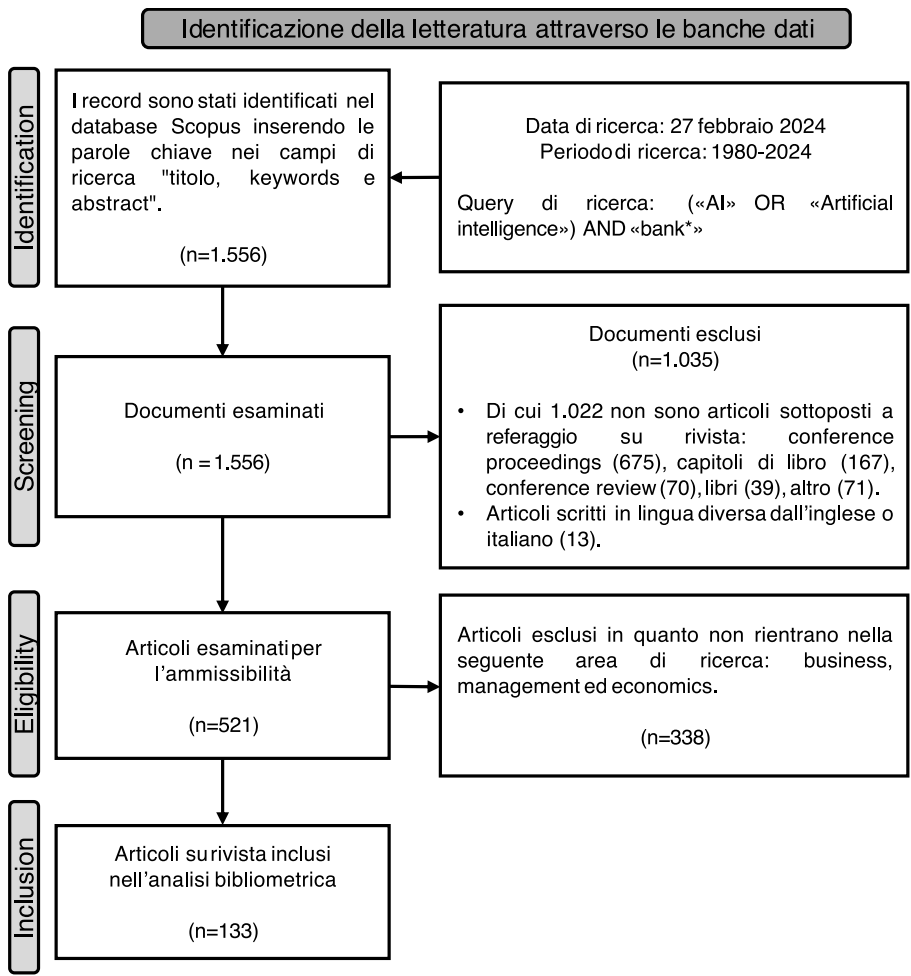 Identificazione della letteratura attraverso le banche dati
Identification
I record sono stati identificati nel
database Scopus inserendo le
parole chiave nei campi di
ricerca "titolo, keywords e
abstract".
(n=1.556)
Data di ricerca: 27 febbraio 2024
Periodo di ricerca: 1980-2024
Query di ricerca: («AI» OR «Artificial
intelligence») AND «bank*»
Screening
Documenti esaminati
(n = 1.556)
Documenti esclusi
(n=1.035)
• Di cui 1.022 non sono articoli sottoposti a
referaggio su rivista: conference
proceedings (675), capitoli di libro (167),
conference review (70), libri (39), altro (71).
• Articoli scritti in lingua diversa dall'inglese o
italiano (13).
Eligibility
Articoli esaminati per
l'ammissibilità
(n=521)
Articoli esclusi in quanto non rientrano nella
seguente area di ricerca: business,
management ed economics.
(n=338)
Inclusion
Articoli su rivista inclusi
nell'analisi bibliometrica
(n=133)